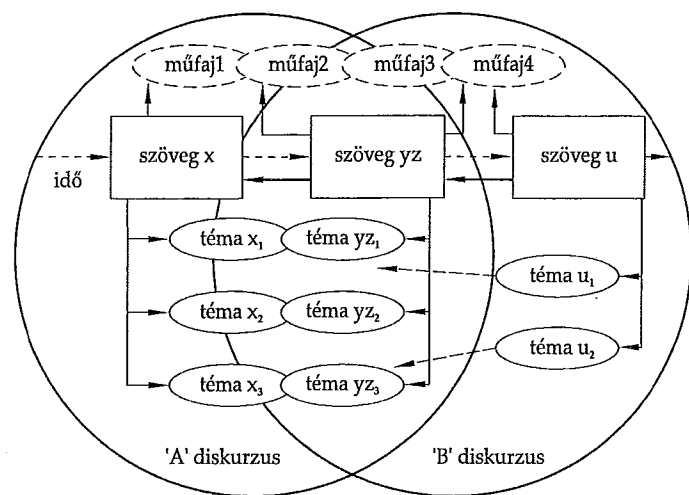 műfaj1 műfaj2 műfaj3 műfaj4
szöveg x szöveg yz szöveg u
idő
téma x₁ téma yz₁
téma u₁
téma x₂ téma yz₂
téma u₂
téma x₃ téma yz₃
'A' diskurzus 'B' diskurzus